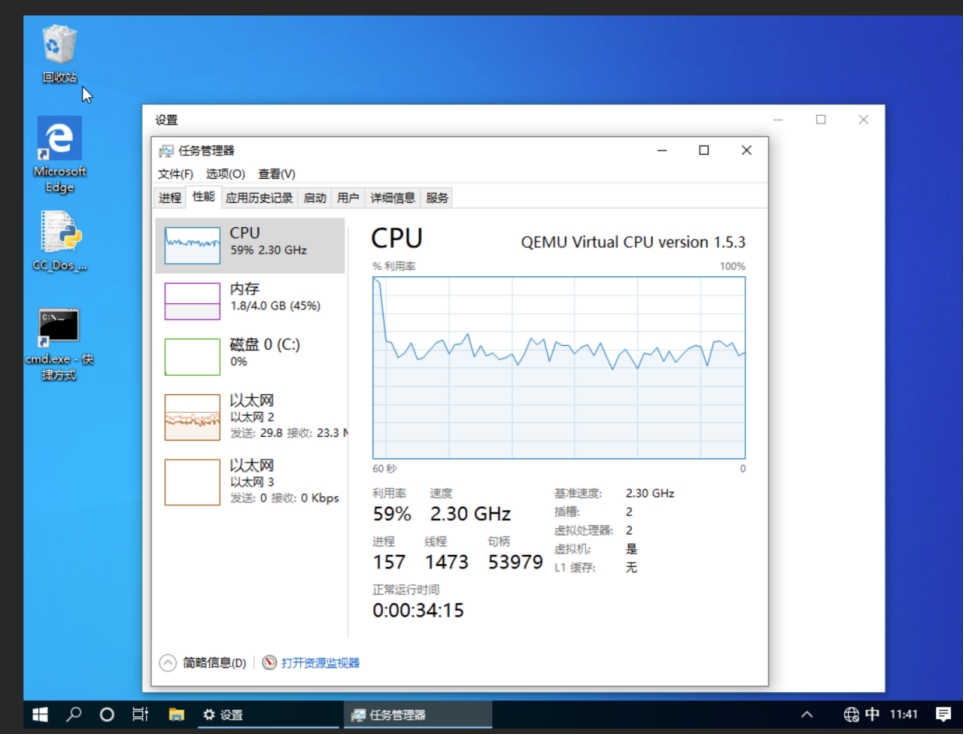 回收站
Microsoft
Edge
CC_Dos_...
cmd.exe - 快
捷方式
设置
任务管理器
文件(F) 选项(O) 查看(V)
进程 性能 应用历史记录 启动 用户 详细信息 服务
CPU
59% 2.30 GHz
内存
1.8/4.0 GB (45%)
磁盘 0 (C:)
0%
以太网
以太网 2
发送: 29.8 接收: 23.3 M
以太网
以太网 3
发送: 0 接收: 0 Kbps
CPU QEMU Virtual CPU version 1.5.3
% 利用率 100%
60 秒 0
利用率 速度
59% 2.30 GHz
进程 线程 句柄
157 1473 53979
正常运行时间
0:00:34:15
基准速度: 2.30 GHz
插槽: 2
虚拟处理器: 2
虚拟机: 是
L1 缓存: 无
简略信息(D) 打开资源监视器
设置 任务管理器 中 11:41